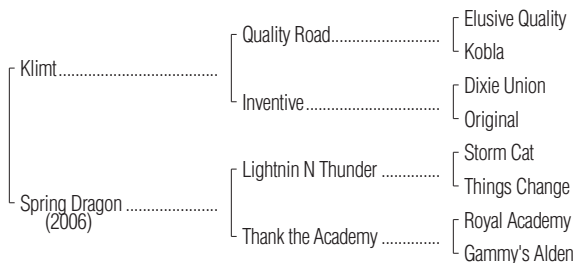 Elusive Quality
Quality Road..............................
Kobla
Klimt..........................................
Dixie Union
Inventive.....................................
Original
Storm Cat
Lightnin N Thunder ................
Things Change
Spring Dragon ........................
(2006)
Royal Academy
Thank the Academy ...............
Gammy's Alden